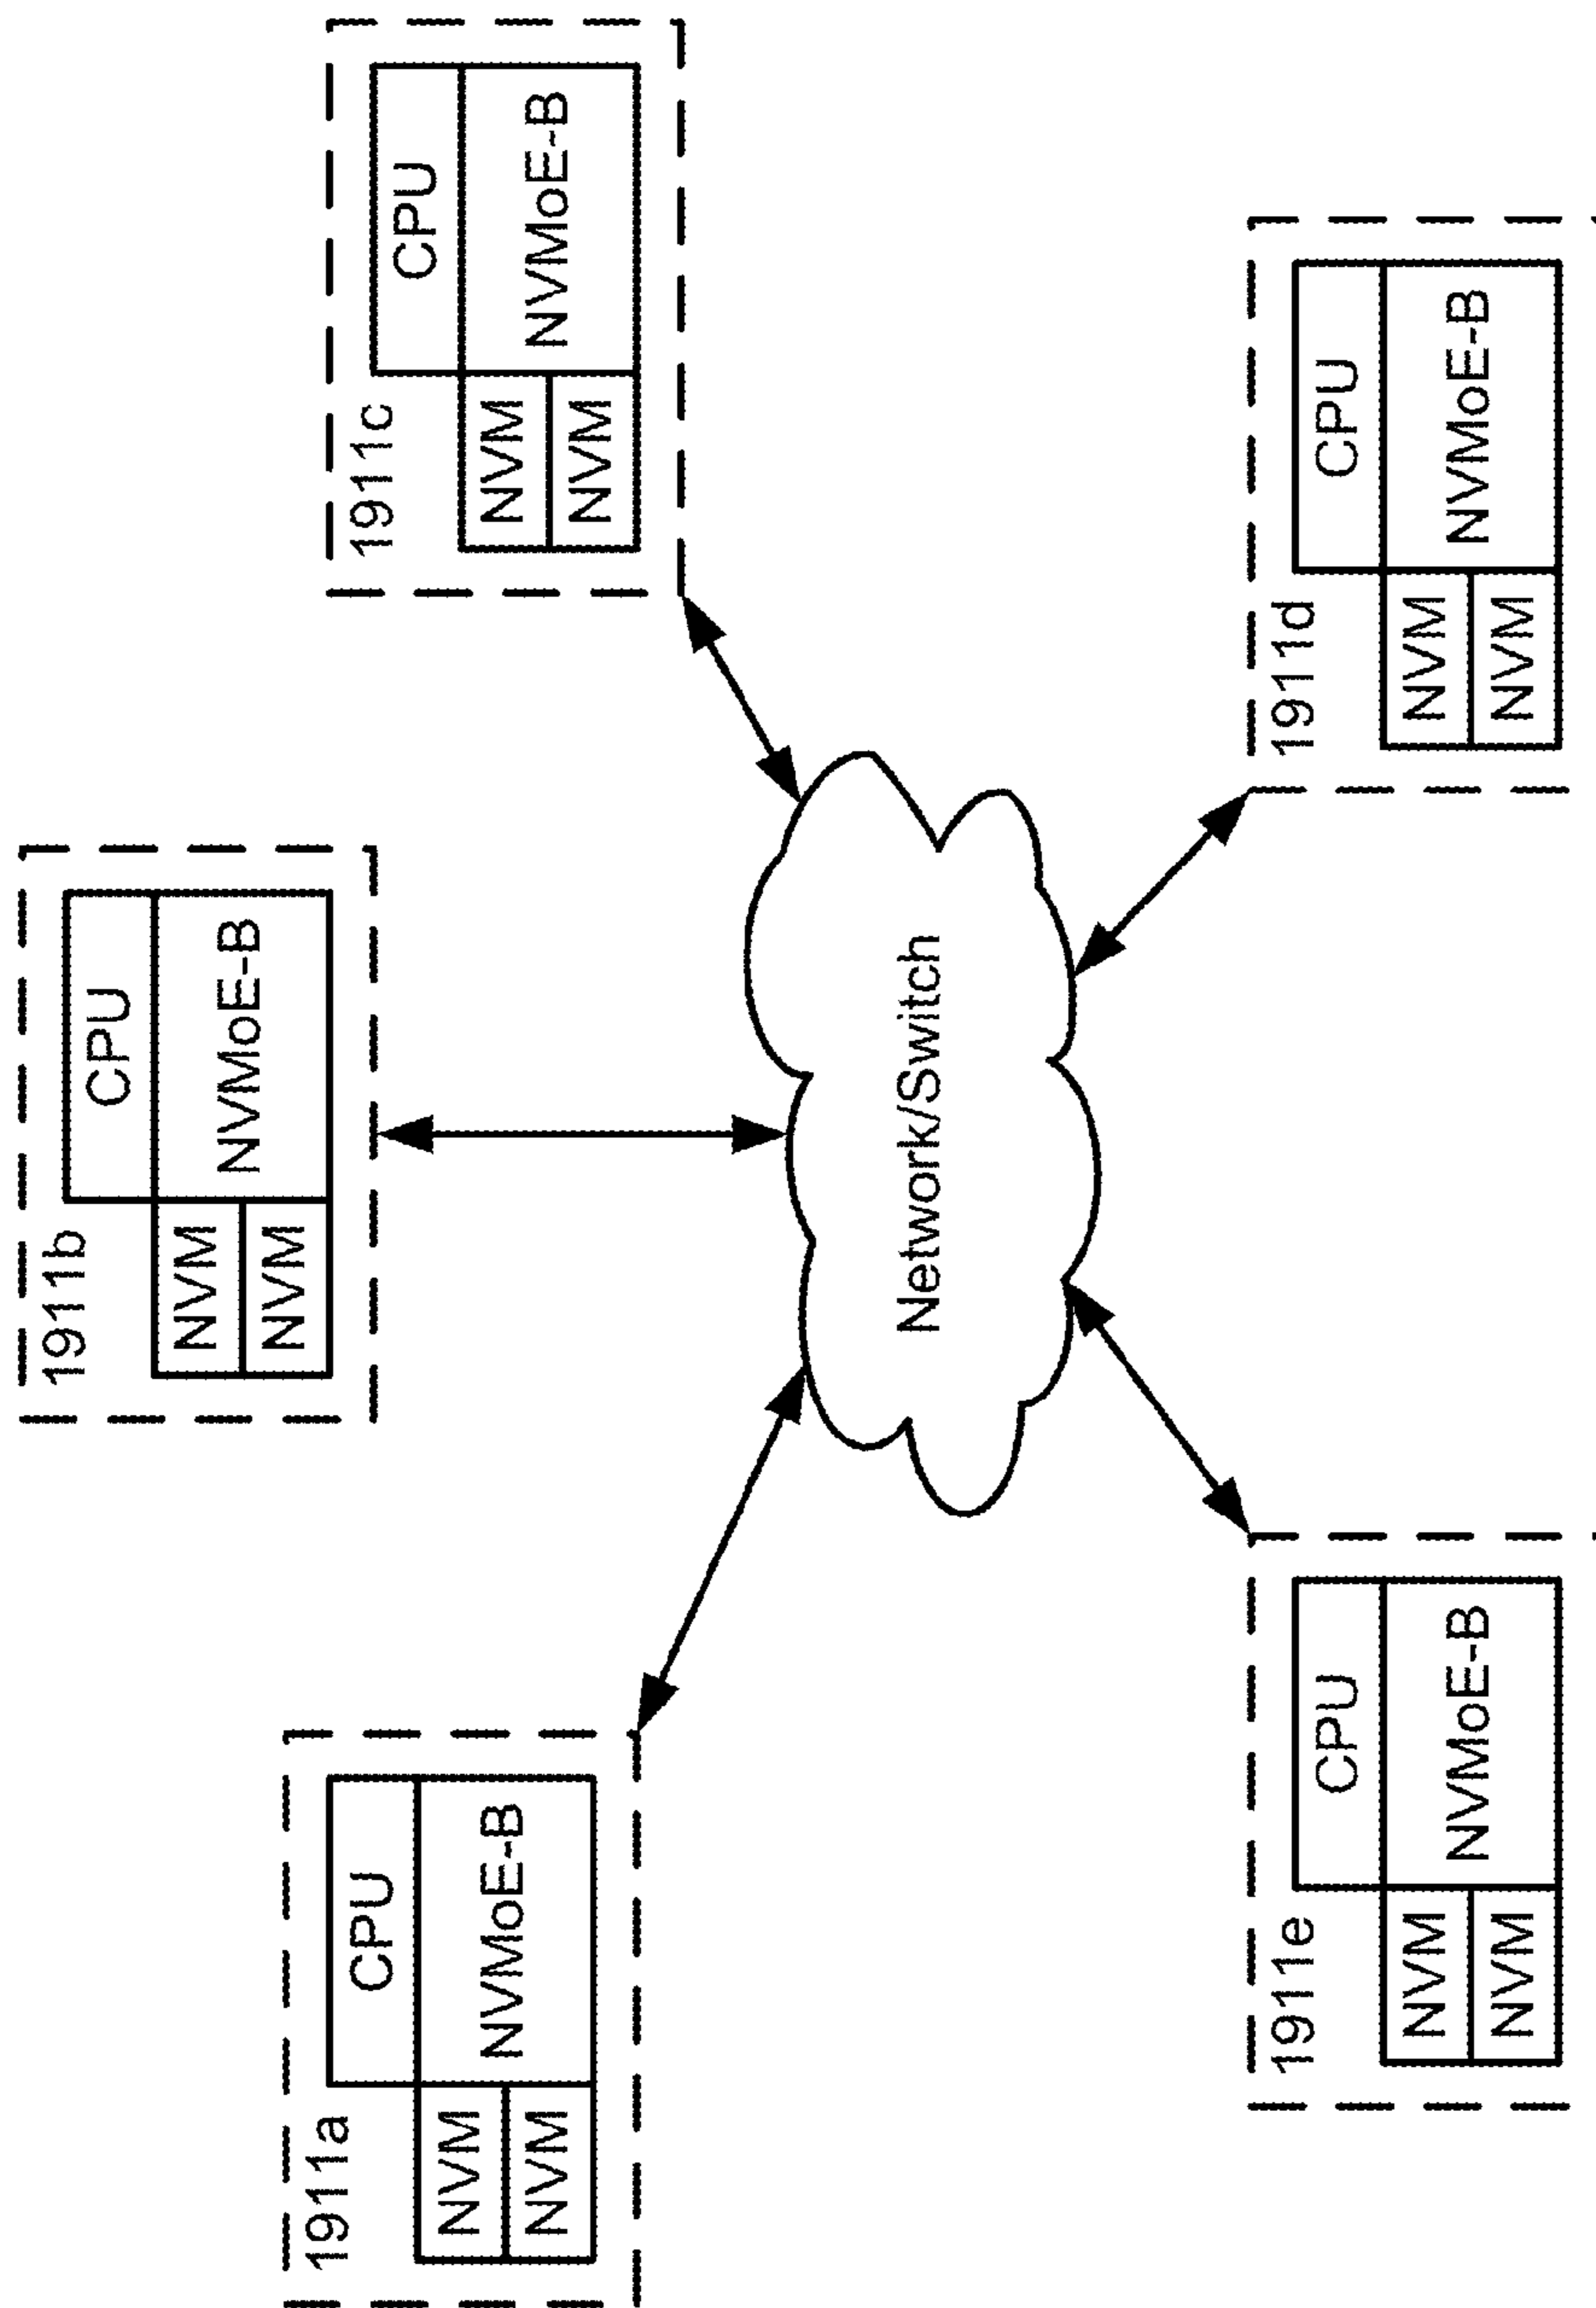 1911a
CPU
NVMoE-B
NVM
NVM
1911b
CPU
NVMoE-B
NVM
NVM
1911c
CPU
NVMoE-B
NVM
NVM
Network/Switch
1911e
CPU
NVMoE-B
NVM
NVM
1911d
CPU
NVMoE-B
NVM
NVM